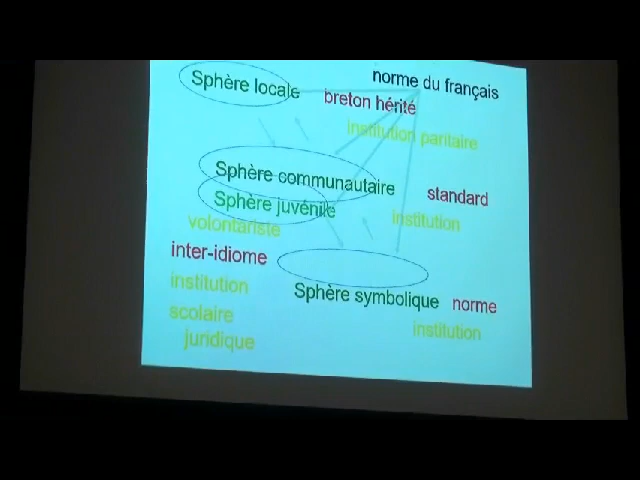 norme du français
Sphère locale
breton hérité
institution paritaire
Sphère communautaire
standard
Sphère juvénile
institution
volontariste
inter-idiome
institution
Sphère symbolique
norme
scolaire
institution
juridique